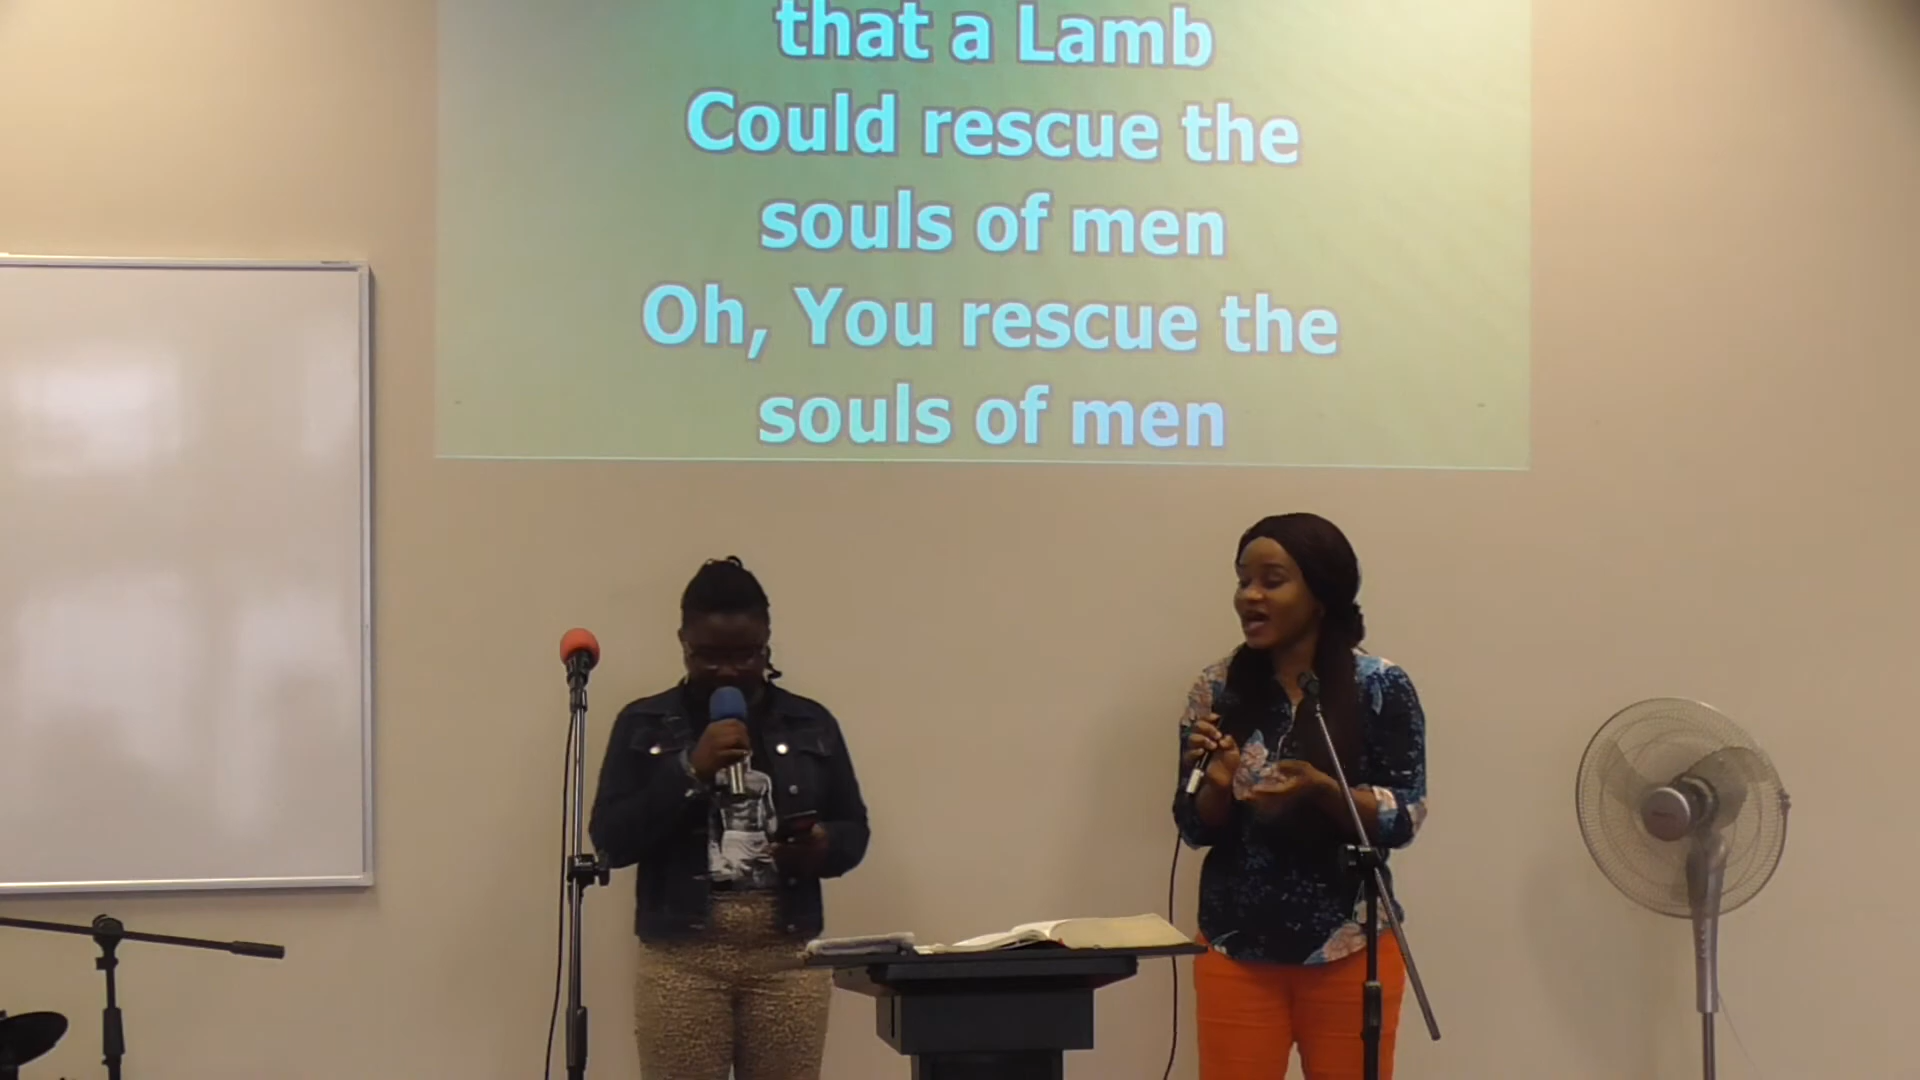 that a Lamb
Could rescue the
souls of men
Oh, You rescue the
souls of men